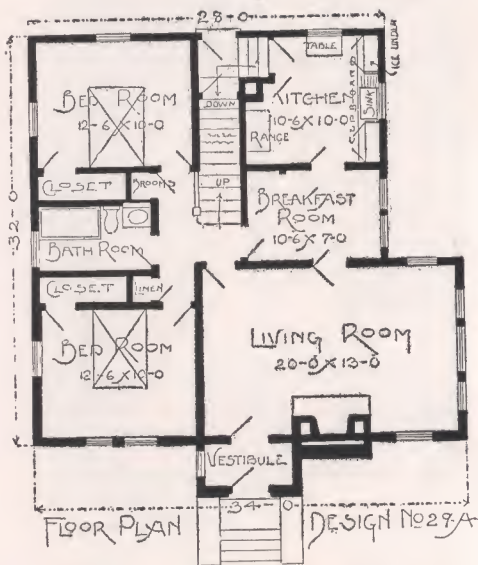 28-0
ICE UNDER
TABLE
BED ROOM
12-6 X 10-0
KITCHEN
10-6 X 10-0
CUPBOARD
SINK
DOWN
RANGE
CLOSET
BROOMS
UP
BREAKFAST
ROOM
10-6 X 7-0
32-0
BATH ROOM
CLOSET
LINEN
LIVING ROOM
20-0 X 13-0
BED ROOM
12-6 X 10-0
VESTIBULE
34-0
FLOOR PLAN
DESIGN No 29-A